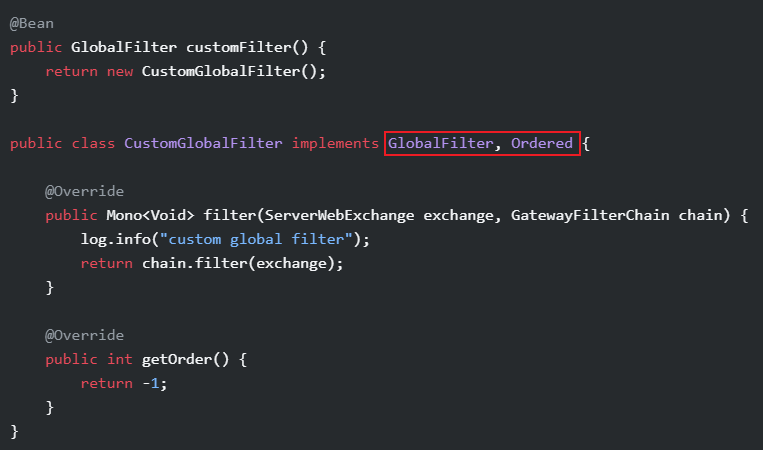 @Bean
public GlobalFilter customFilter() {
    return new CustomGlobalFilter();
}
public class CustomGlobalFilter implements GlobalFilter, Ordered {
    @Override
    public Mono<Void> filter(ServerWebExchange exchange, GatewayFilterChain chain) {
        log.info("custom global filter");
        return chain.filter(exchange);
    }
    @Override
    public int getOrder() {
        return -1;
    }
}